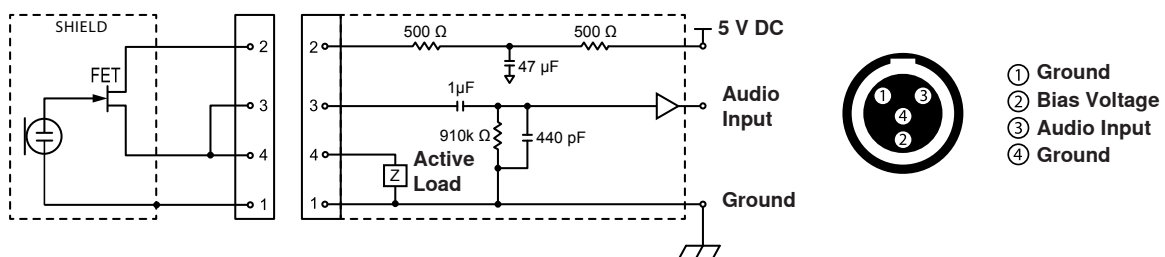 SHIELD
FET
2
3
4
1
2
3
4
1
500 Ω
500 Ω
47 µF
1µF
910k Ω
440 pF
Z
Active
Load
5 V DC
Audio
Input
Ground
1
3
4
2
1 Ground
2 Bias Voltage
3 Audio Input
4 Ground